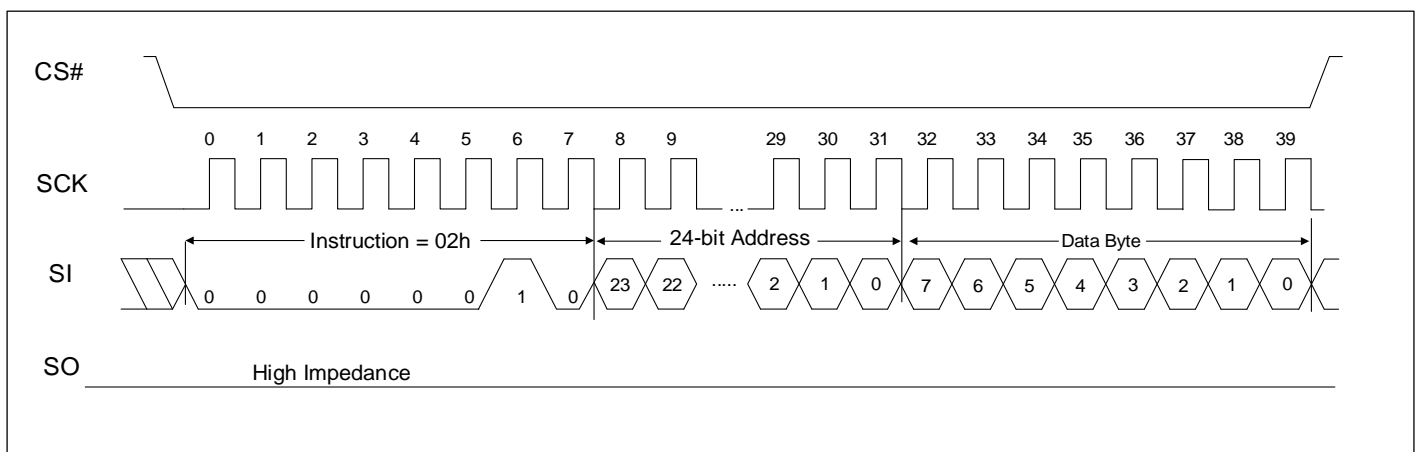 CS#
0 1 2 3 4 5 6 7 8 9 29 30 31 32 33 34 35 36 37 38 39
SCK
...
Instruction = 02h 24-bit Address Data Byte
SI
0 0 0 0 0 0 1 0 23 22 ..... 2 1 0 7 6 5 4 3 2 1 0
SO
High Impedance